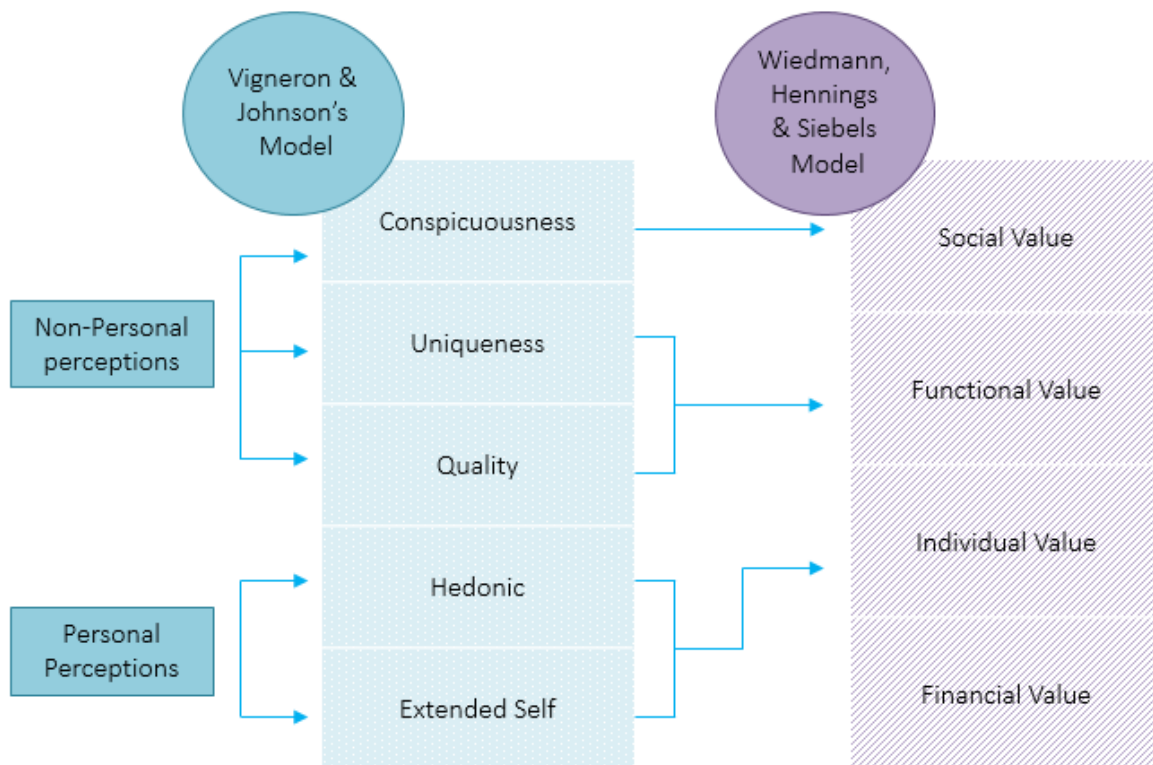 Vigneron &
Johnson's
Model
Wiedmann,
Hennings
& Siebels
Model
Non-Personal
perceptions
Personal
Perceptions
Conspicuousness
Uniqueness
Quality
Hedonic
Extended Self
Social Value
Functional Value
Individual Value
Financial Value